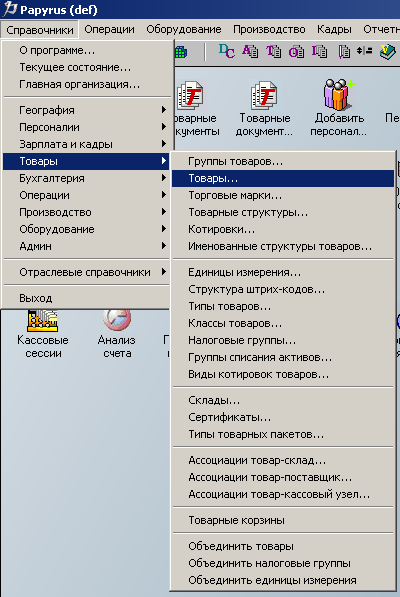 Papyrus (def)
Справочники Операции Оборудование Производство Кадры Отчетн
О программе...
Текущее состояние...
Главная организация...
География
Персоналии
Зарплата и кадры
Товары
Бухгалтерия
Операции
Производство
Оборудование
Админ
Отраслевые справочники
Выход
Товарные документ...
Добавить персонал...
Группы товаров...
Товары...
Торговые марки...
Товарные структуры...
Котировки...
Именованные структуры товаров...
Единицы измерения...
Структура штрих-кодов...
Типы товаров...
Классы товаров...
Налоговые группы...
Группы списания активов...
Виды котировок товаров...
Склады...
Сертификаты...
Типы товарных пакетов...
Ассоциации товар-склад...
Ассоциации товар-поставщик...
Ассоциации товар-кассовый узел...
Товарные корзины
Объединить товары
Объединить налоговые группы
Объединить единицы измерения
Кассовые сессии
Анализ счета